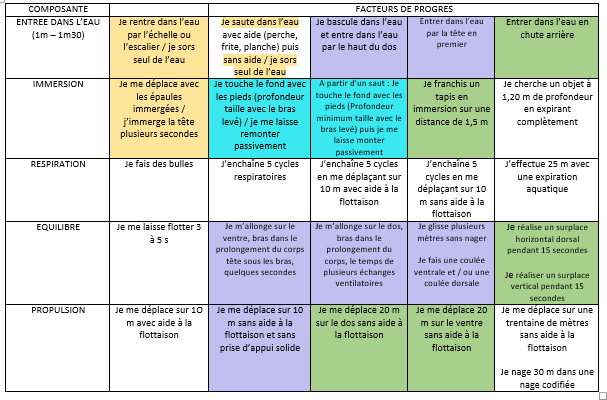 COMPOSANTE
FACTEURS DE PROGRES
ENTREE DANS L'EAU
(1m – 1m30)
Je rentre dans l'eau
par l'échelle ou
l'escalier / je sors
seul de l'eau
Je saute dans l'eau
avec aide (perche,
frite, planche) puis
sans aide / je sors
seul de l'eau
Je bascule dans l'eau
et entre dans l'eau
par le haut du dos
Entrer dans l'eau
par la tête en
premier
Entrer dans l'eau en
chute arrière
IMMERSION
Je me déplace avec
les épaules
immergées /
j'immerge la tête
plusieurs secondes
Je touche le fond avec
les pieds (profondeur
taille avec le bras
levé) / je me laisse
remonter
passivement
A partir d'un saut : Je
touche le fond avec les
pieds (Profondeur
minimum taille avec le
bras levé) puis je me
laisse monter
passivement
Je franchis un
tapis en
immersion sur une
distance de 1,5 m
Je cherche un objet à
1,20 m de profondeur
en expirant
complètement
RESPIRATION
Je fais des bulles
J'enchaîne 5 cycles
respiratoires
J'enchaîne 5 cycles
en me déplaçant sur
10 m avec aide à la
flottaison
J'enchaîne 5
cycles en me
déplaçant sur 10
m sans aide à la
flottaison
J'effectue 25 m avec
une expiration
aquatique
EQUILIBRE
Je me laisse flotter 3
à 5 s
Je m'allonge sur le
ventre, bras dans le
prolongement du corps
tête sous les bras,
quelques secondes
Je m'allonge sur le dos,
bras dans le
prolongement du
corps, le temps de
plusieurs échanges
ventilatoires
Je glisse plusieurs
mètres sans nager
Je fais une coulée
ventrale et / ou une
coulée dorsale
Je réalise un surplace
horizontal dorsal
pendant 15 secondes
Je réaliser un surplace
vertical pendant 15
secondes
PROPULSION
Je me déplace sur 10
m avec aide à la
flottaison
Je me déplace sur 10
m sans aide à la
flottaison et sans
prise d'appui solide
Je me déplace 20 m
sur le dos sans aide à
la flottaison
Je me déplace 20
m sur le ventre
sans aide à la
flottaison
Je me déplace sur une
trentaine de mètres
sans aide à la
flottaison
Je nage 30 m dans une
nage codifiée